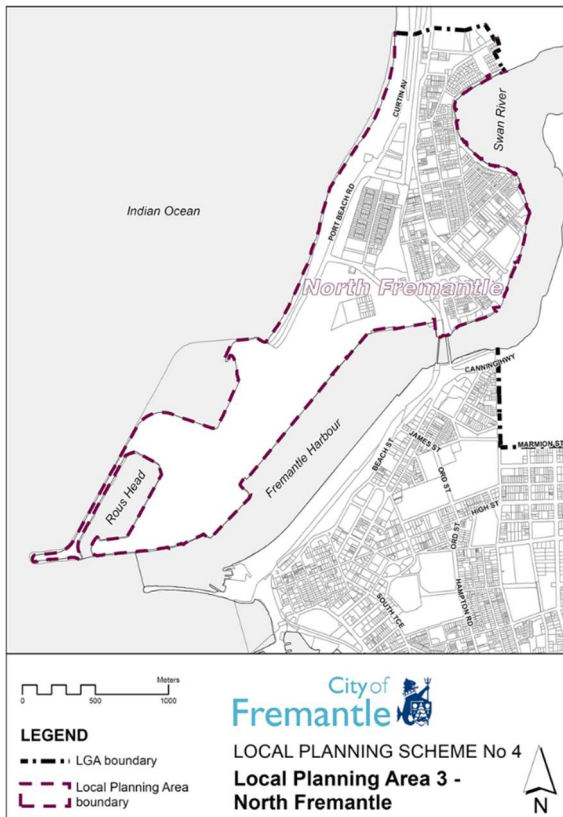 CURTIN AV
Swan River
Indian Ocean
PORT BEACH RD
North Fremantle
CANNING HWY
MARMION ST
Fremantle Harbour
BEACH ST
JAMES ST
ORD ST
HIGH ST
ORD ST
Rous Head
HAMPTON RD
SOUTH TCE
Meters
0 500 1000
City of
Fremantle
LEGEND
LGA boundary
Local Planning Area
boundary
LOCAL PLANNING SCHEME No 4
Local Planning Area 3 -
North Fremantle
N